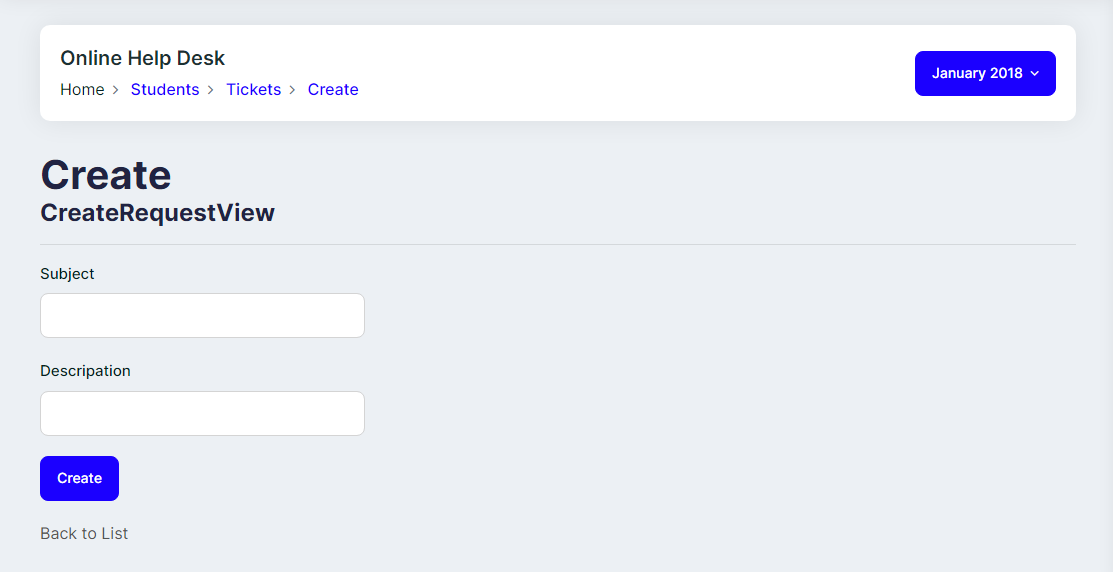 Online Help Desk
Home > Students > Tickets > Create
January 2018
Create
CreateRequestView
Subject
Descripation
Create
Back to List